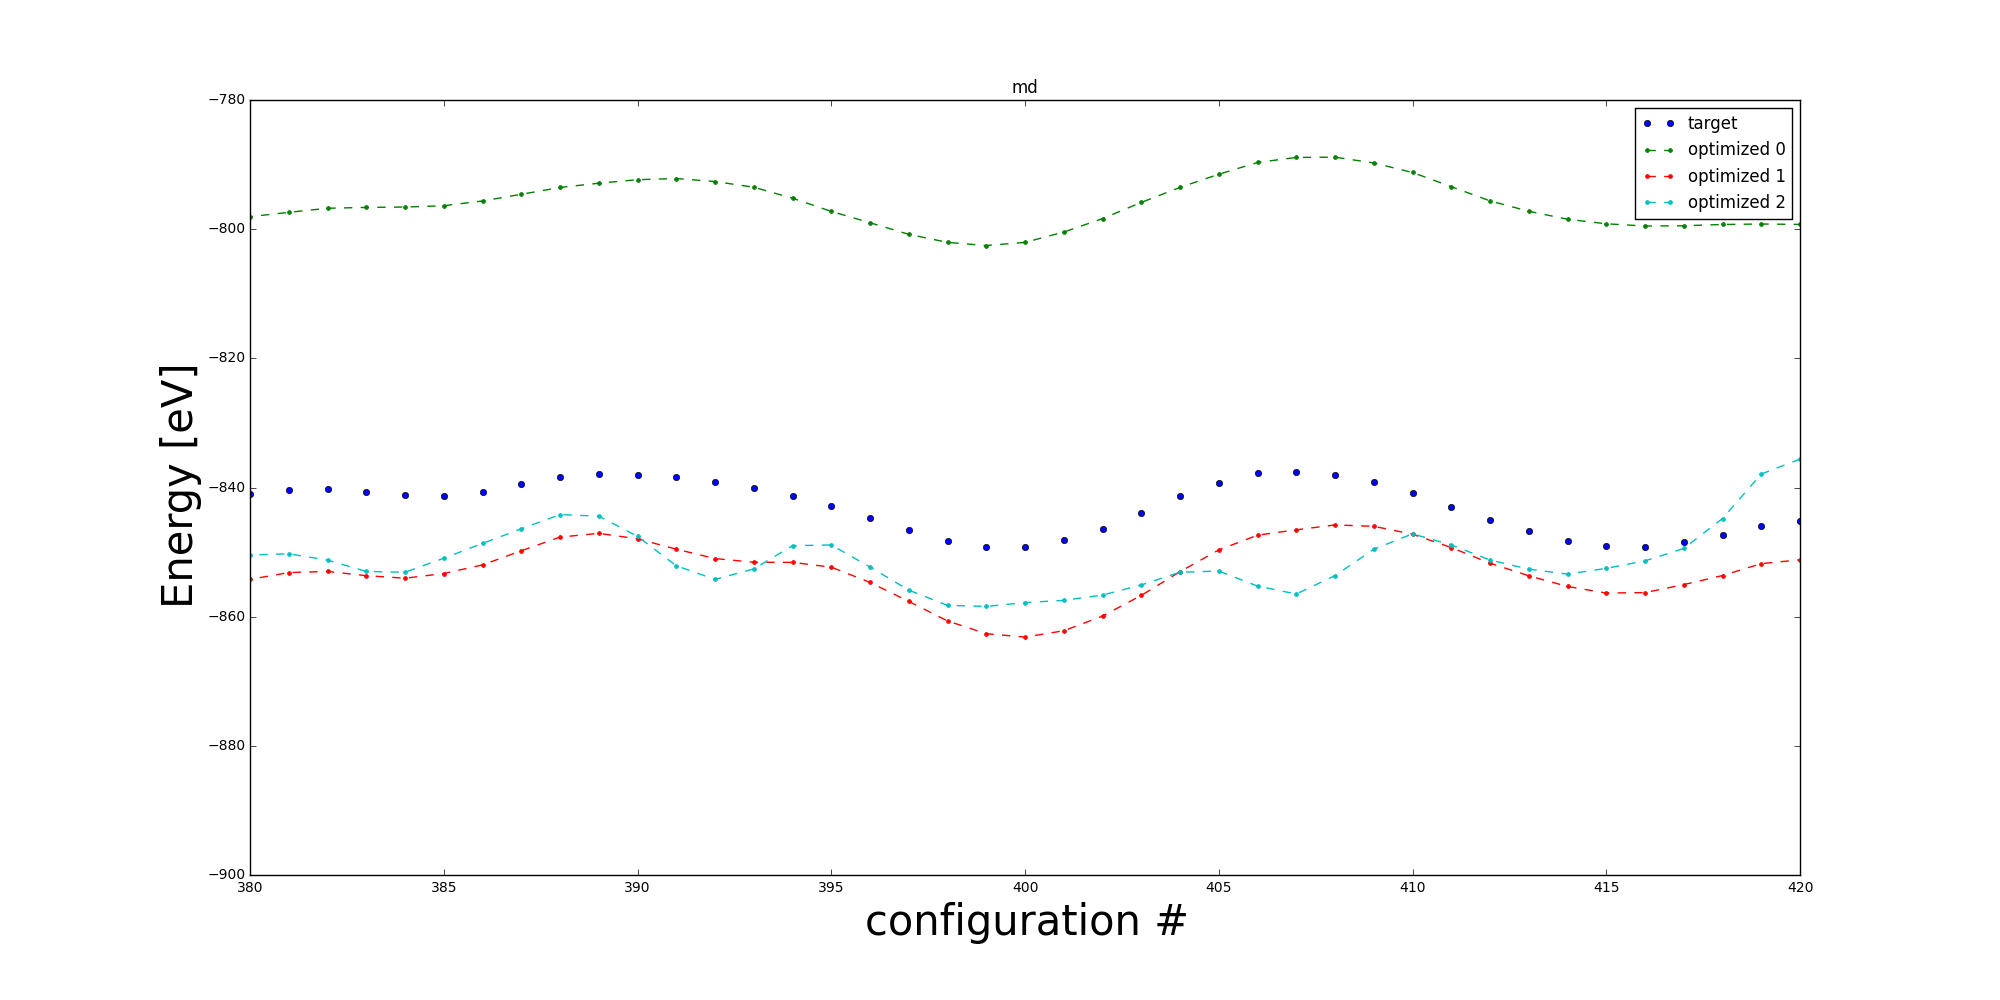 md
−780
−800
−820
−840
−860
−880
−900
Energy [eV]
target
optimized 0
optimized 1
optimized 2
380 385 390 395 400 405 410 415 420
configuration #